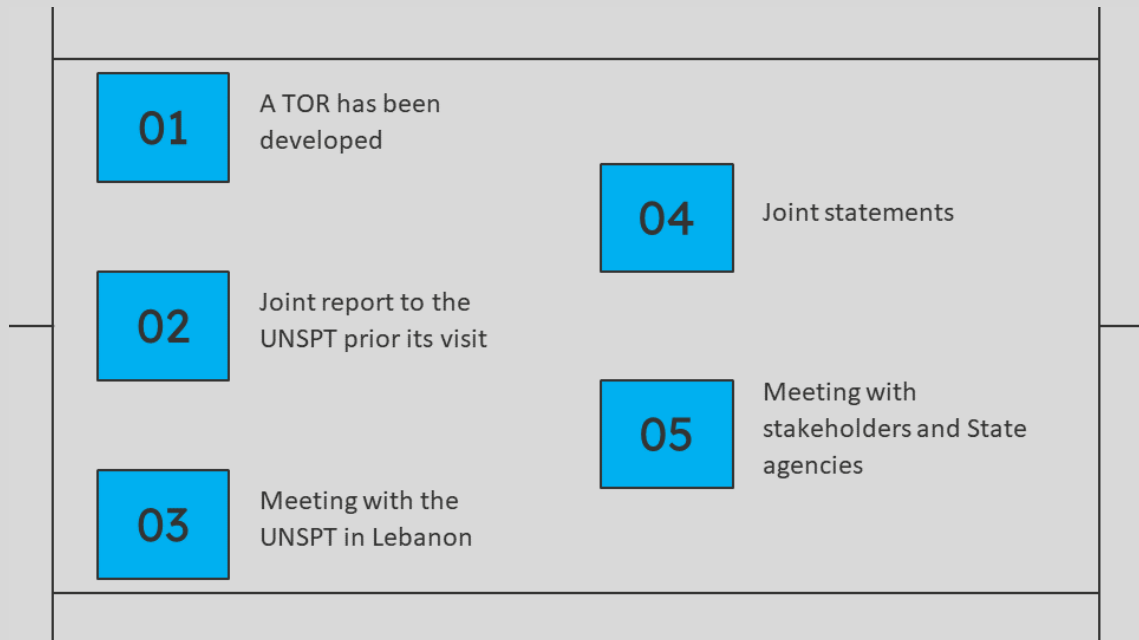 01
A TOR has been
developed
02
Joint report to the
UNSPT prior its visit
03
Meeting with the
UNSPT in Lebanon
04
Joint statements
05
Meeting with
stakeholders and State
agencies